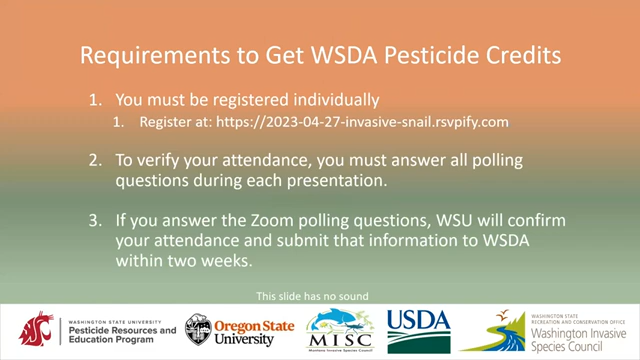 Requirements to Get WSDA Pesticide Credits
1. You must be registered individually
1. Register at: https://2023-04-27-invasive-snail.rsvpify.com
2. To verify your attendance, you must answer all polling
questions during each presentation.
3. If you answer the Zoom polling questions, WSU will confirm
your attendance and submit that information to WSDA
within two weeks.
This slide has no sound
WASHINGTON STATE UNIVERSITY
Pesticide Resources and
Education Program
Oregon State
University
MISC
Montana Invasive Species Council
USDA
WASHINGTON STATE
RECREATION AND CONSERVATION OFFICE
Washington Invasive
Species Council